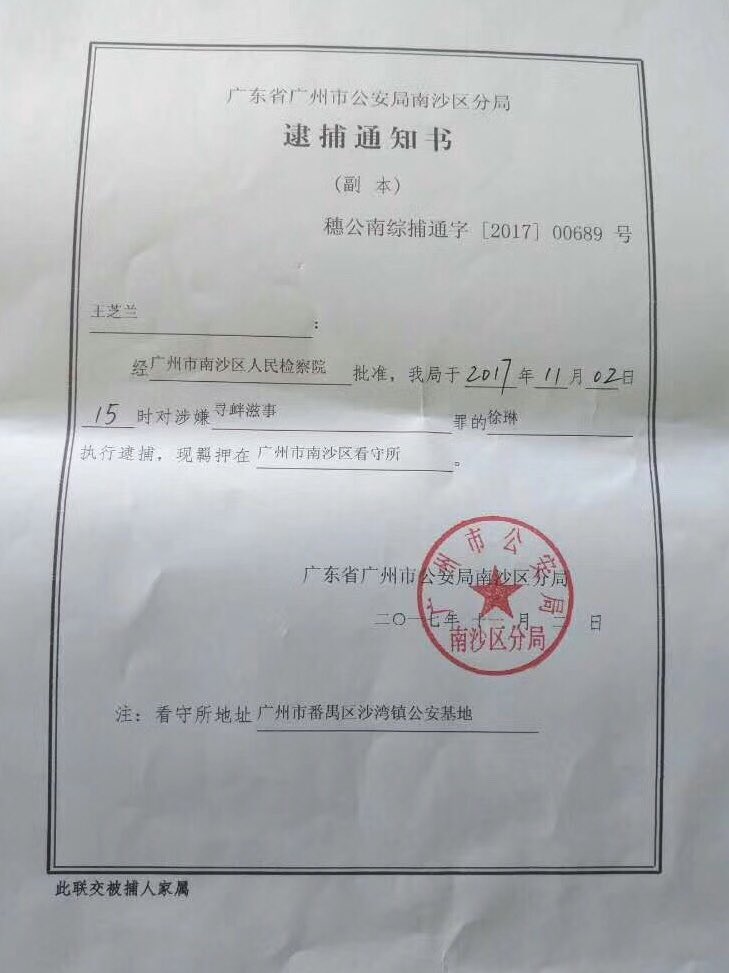 广东省广州市公安局南沙区分局
逮捕通知书
(副 本)
穗公南综捕通字［2017］00689 号
王芝兰：
经广州市南沙区人民检察院批准，我局于2017年11月02日
15时对涉嫌寻衅滋事罪的徐琳
执行逮捕，现羁押在广州市南沙区看守所。
广州市公安局
广东省广州市公安局南沙区分局
二〇一七年十一月二日
南沙区分局
注：看守所地址广州市番禺区沙湾镇公安基地
此联交被捕人家属